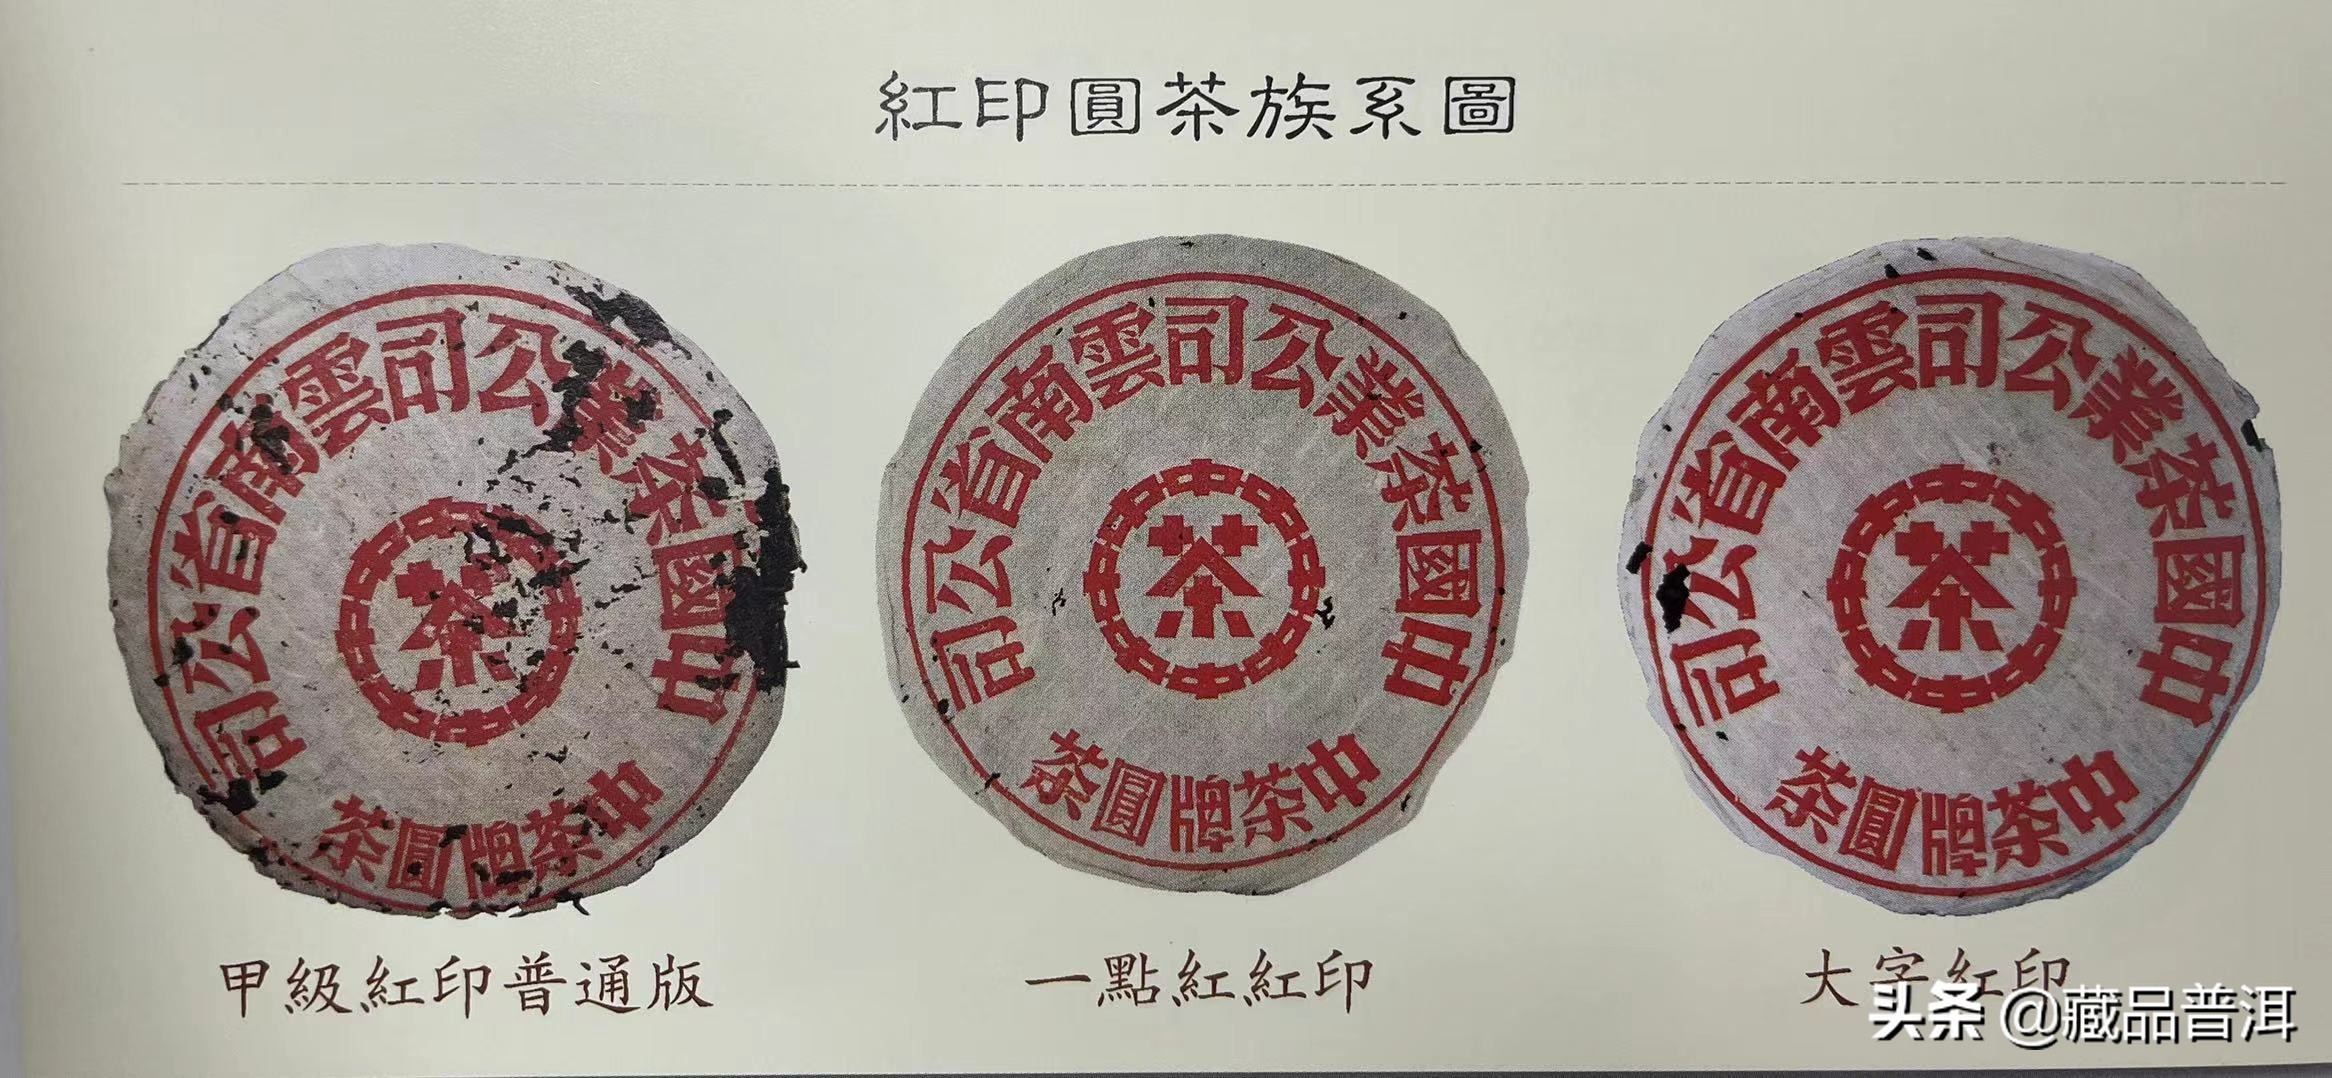 紅印圓茶族系圖
中國茶業公司雲南省公司
茶
中茶牌圓茶
甲級紅印普通版
中國茶業公司雲南省公司
茶
中茶牌圓茶
一點紅紅印
中國茶業公司雲南省公司
茶
中茶牌圓茶
大字紅印
头条 @藏品普洱